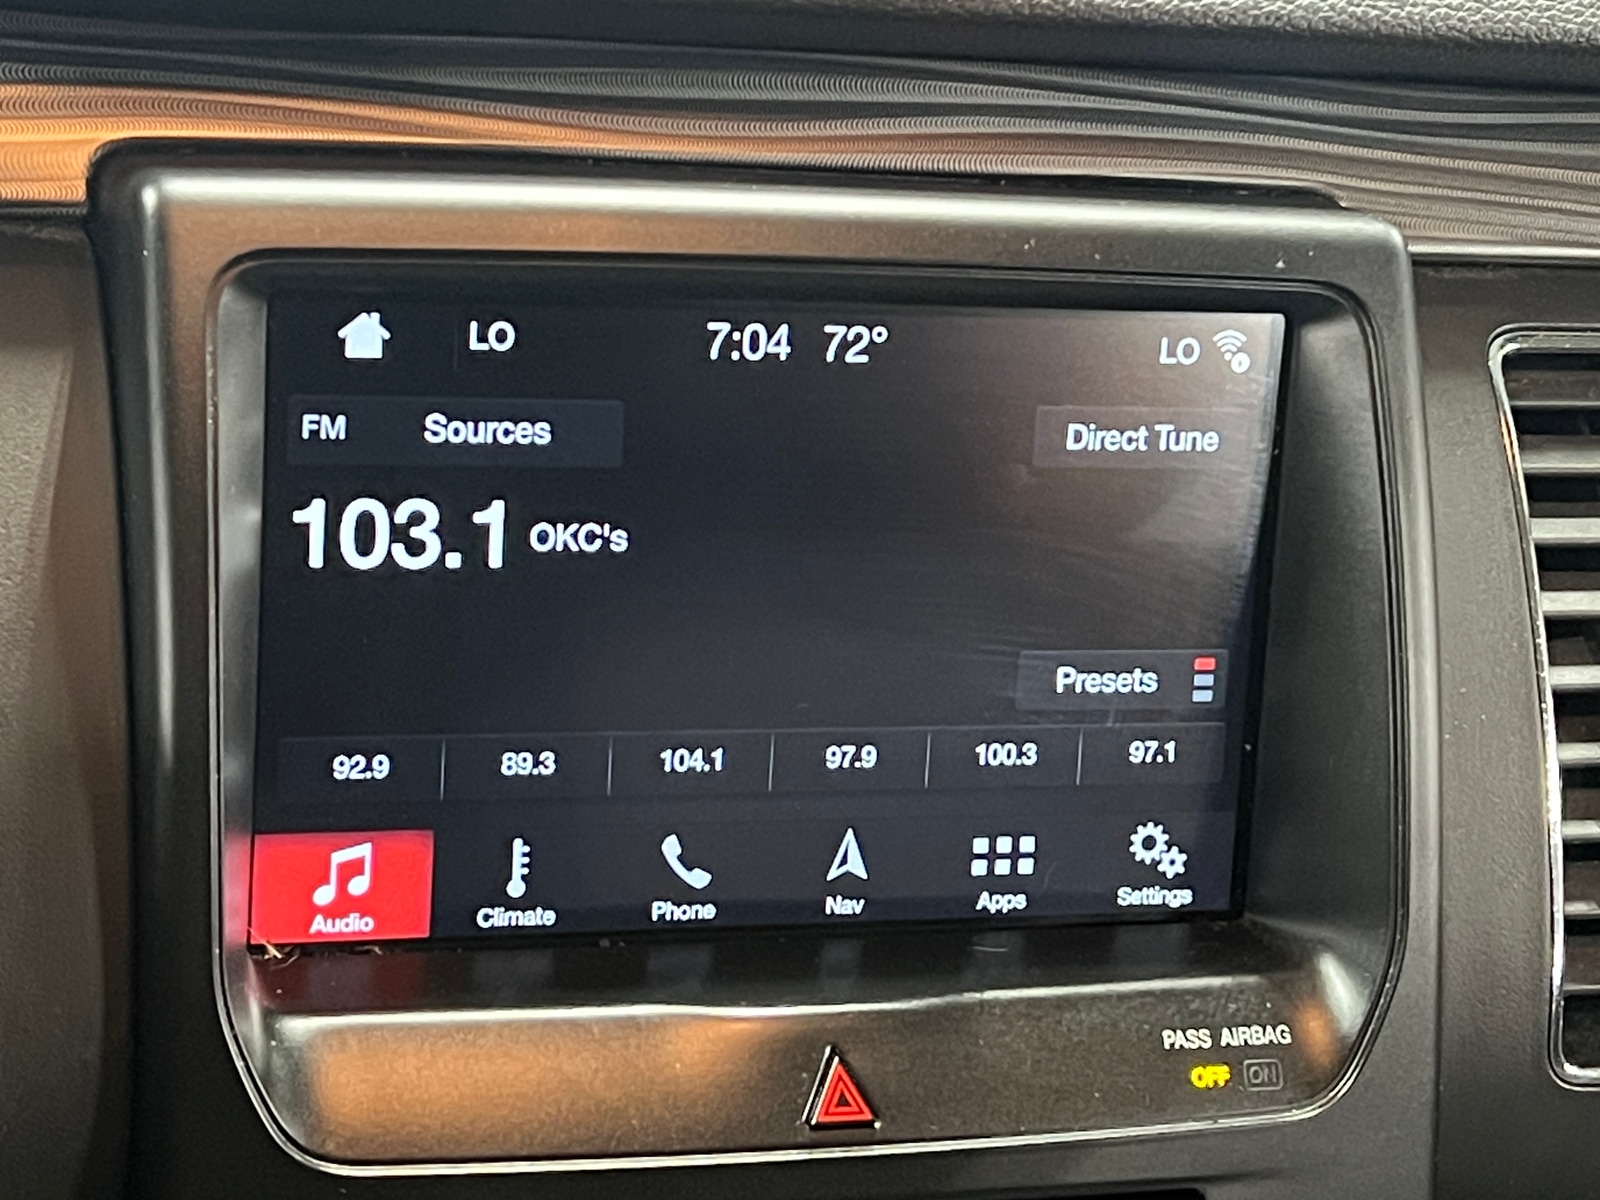 LO 7:04 72° LO
FM Sources Direct Tune
103.1 OKC's
Presets
92.9 89.3 104.1 97.9 100.3 97.1
Audio Climate Phone Nav Apps Settings
PASS AIRBAG
OFF ON